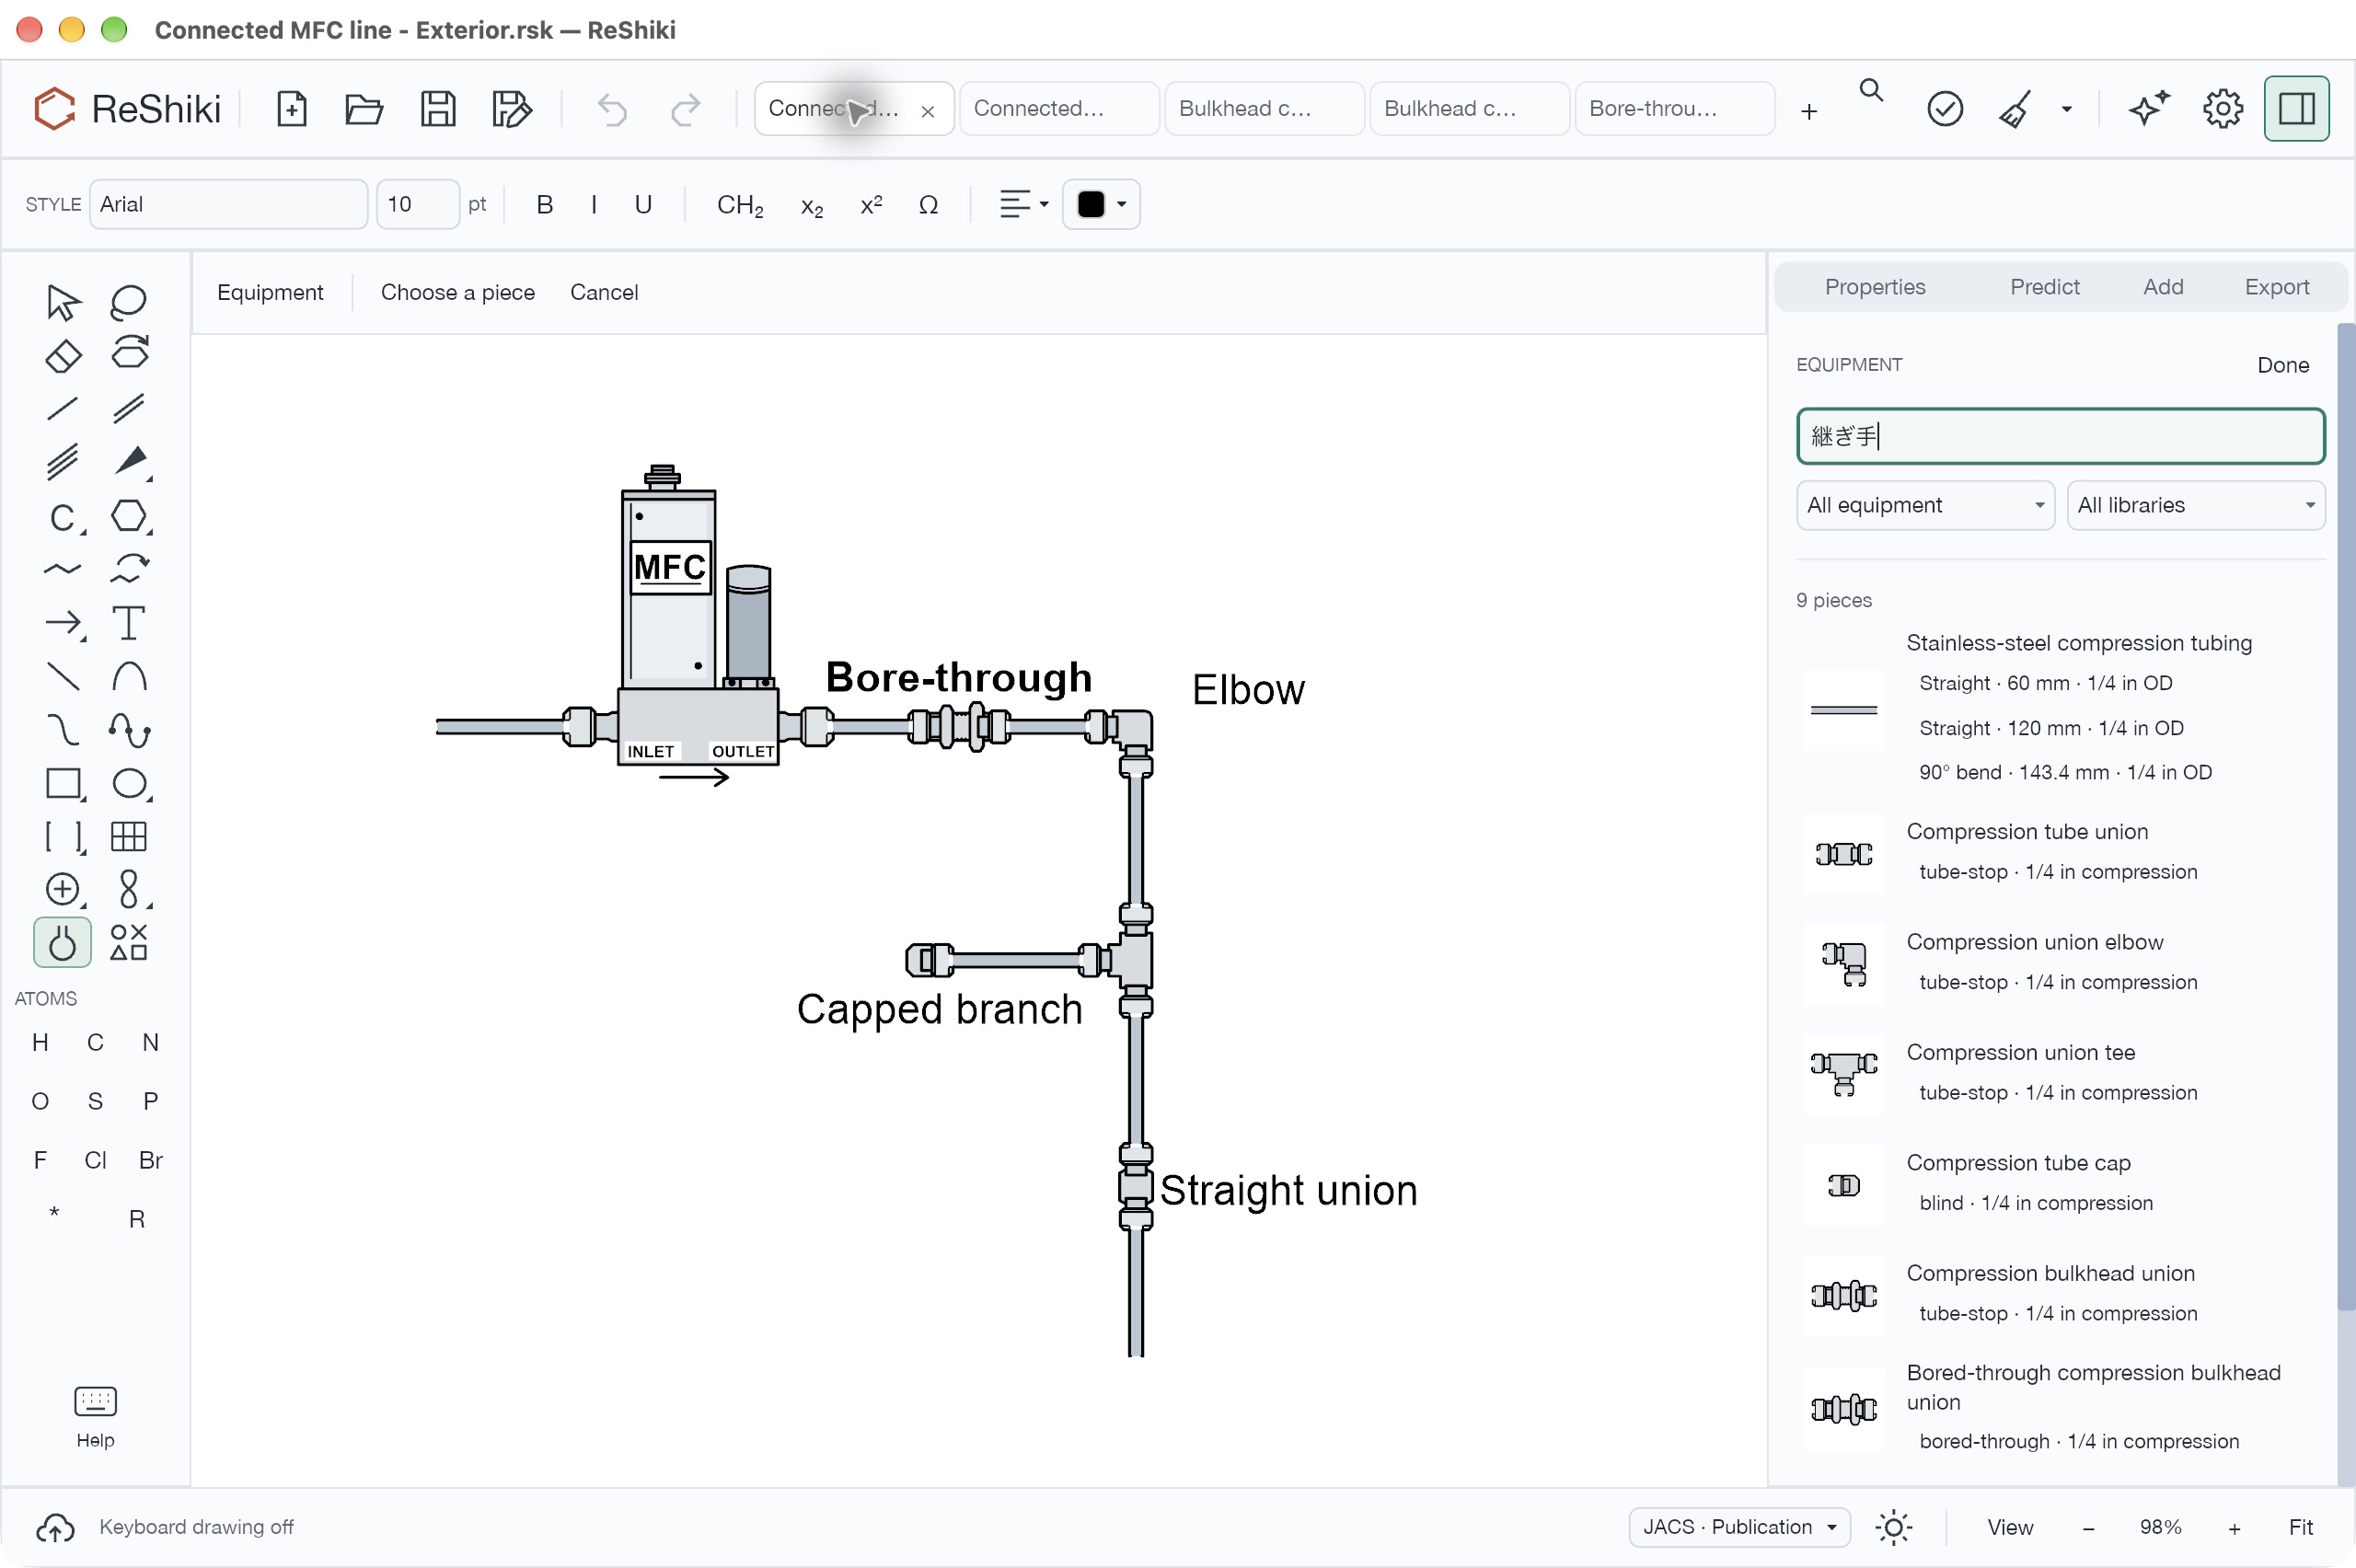 Connected MFC line - Exterior.rsk — ReShiki
ReShiki
Connected...
Connected...
Bulkhead c...
Bulkhead c...
Bore-throu...
STYLE Arial 10 pt B I U CH₂ x₂ x² Ω
Equipment Choose a piece Cancel
Properties Predict Add Export
EQUIPMENT Done
継ぎ手
All equipment All libraries
9 pieces
Stainless-steel compression tubing
Straight · 60 mm · 1/4 in OD
Straight · 120 mm · 1/4 in OD
90° bend · 143.4 mm · 1/4 in OD
Compression tube union
tube-stop · 1/4 in compression
Compression union elbow
tube-stop · 1/4 in compression
Compression union tee
tube-stop · 1/4 in compression
Compression tube cap
blind · 1/4 in compression
Compression bulkhead union
tube-stop · 1/4 in compression
Bored-through compression bulkhead
union
bored-through · 1/4 in compression
MFC
INLET OUTLET
Bore-through
Elbow
Capped branch
Straight union
C
T
ATOMS
H C N
O S P
F Cl Br
* R
Help
Keyboard drawing off
JACS · Publication
View − 98% + Fit